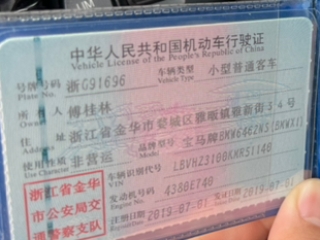 中华人民共和国机动车行驶证
Vehicle License of the People's Republic of China
号牌号码 浙G91696 车辆类型 小型普通客车
Plate No. Vehicle Type
所有人 傅桂林
Owner
住址 浙江省金华市婺城区雅畈镇雅新街34号
使用性质 非营运 品牌型号 宝马牌BMW6462NS(BMWX1)
Use Character Model
浙江省金华
市公安局交
通警察支队
车辆识别代号 LBVHZ3100KMR51140
VIN
发动机号码 4380E740
Engine No.
注册日期 2019-07-01 发证日期 2019-07-01